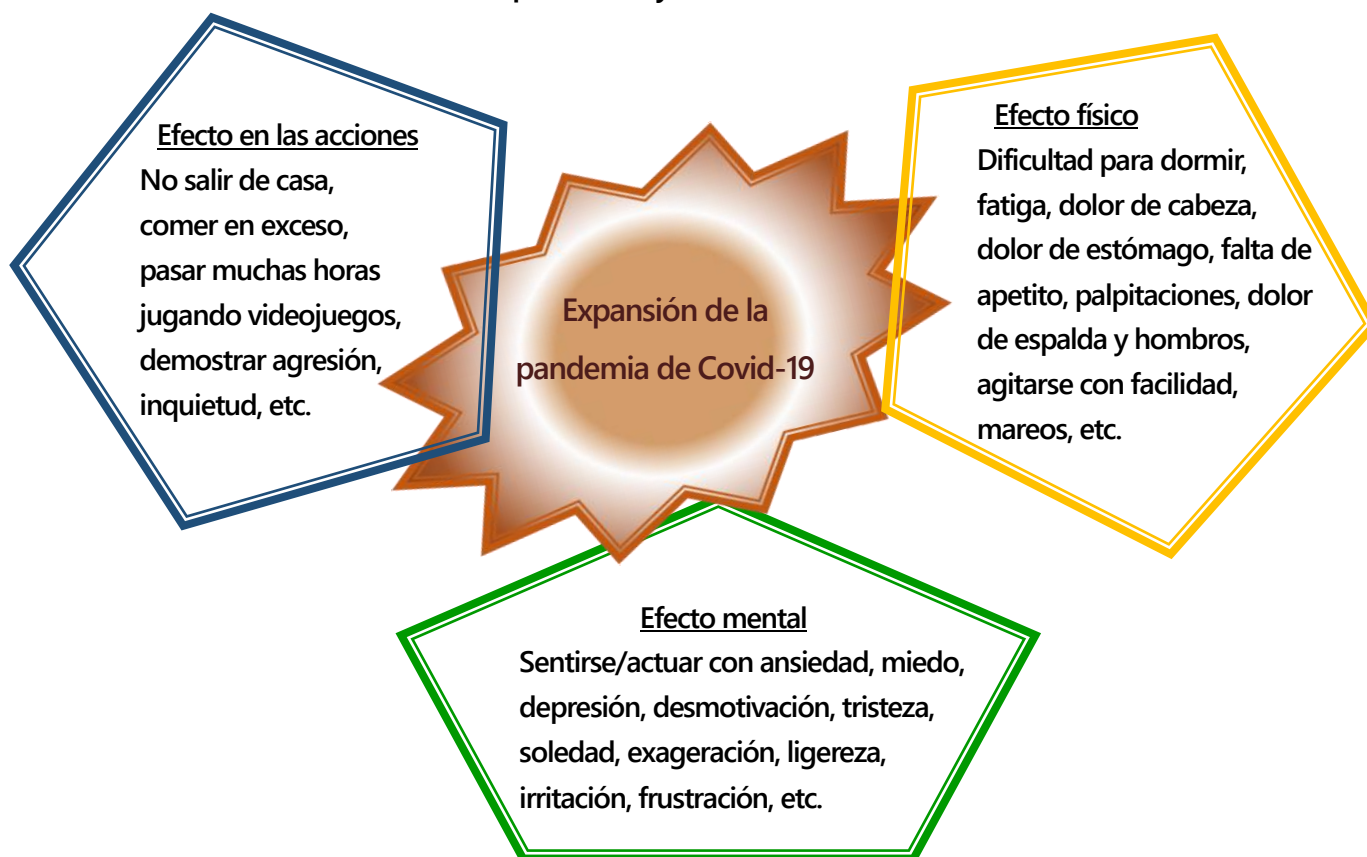 Efecto en las acciones
No salir de casa,
comer en exceso,
pasar muchas horas
jugando videojuegos,
demostrar agresión,
inquietud, etc.
Expansión de la
pandemia de Covid-19
Efecto físico
Dificultad para dormir,
fatiga, dolor de cabeza,
dolor de estómago, falta de
apetito, palpitaciones, dolor
de espalda y hombros,
agitarse con facilidad,
mareos, etc.
Efecto mental
Sentirse/actuar con ansiedad, miedo,
depresión, desmotivación, tristeza,
soledad, exageración, ligereza,
irritación, frustración, etc.